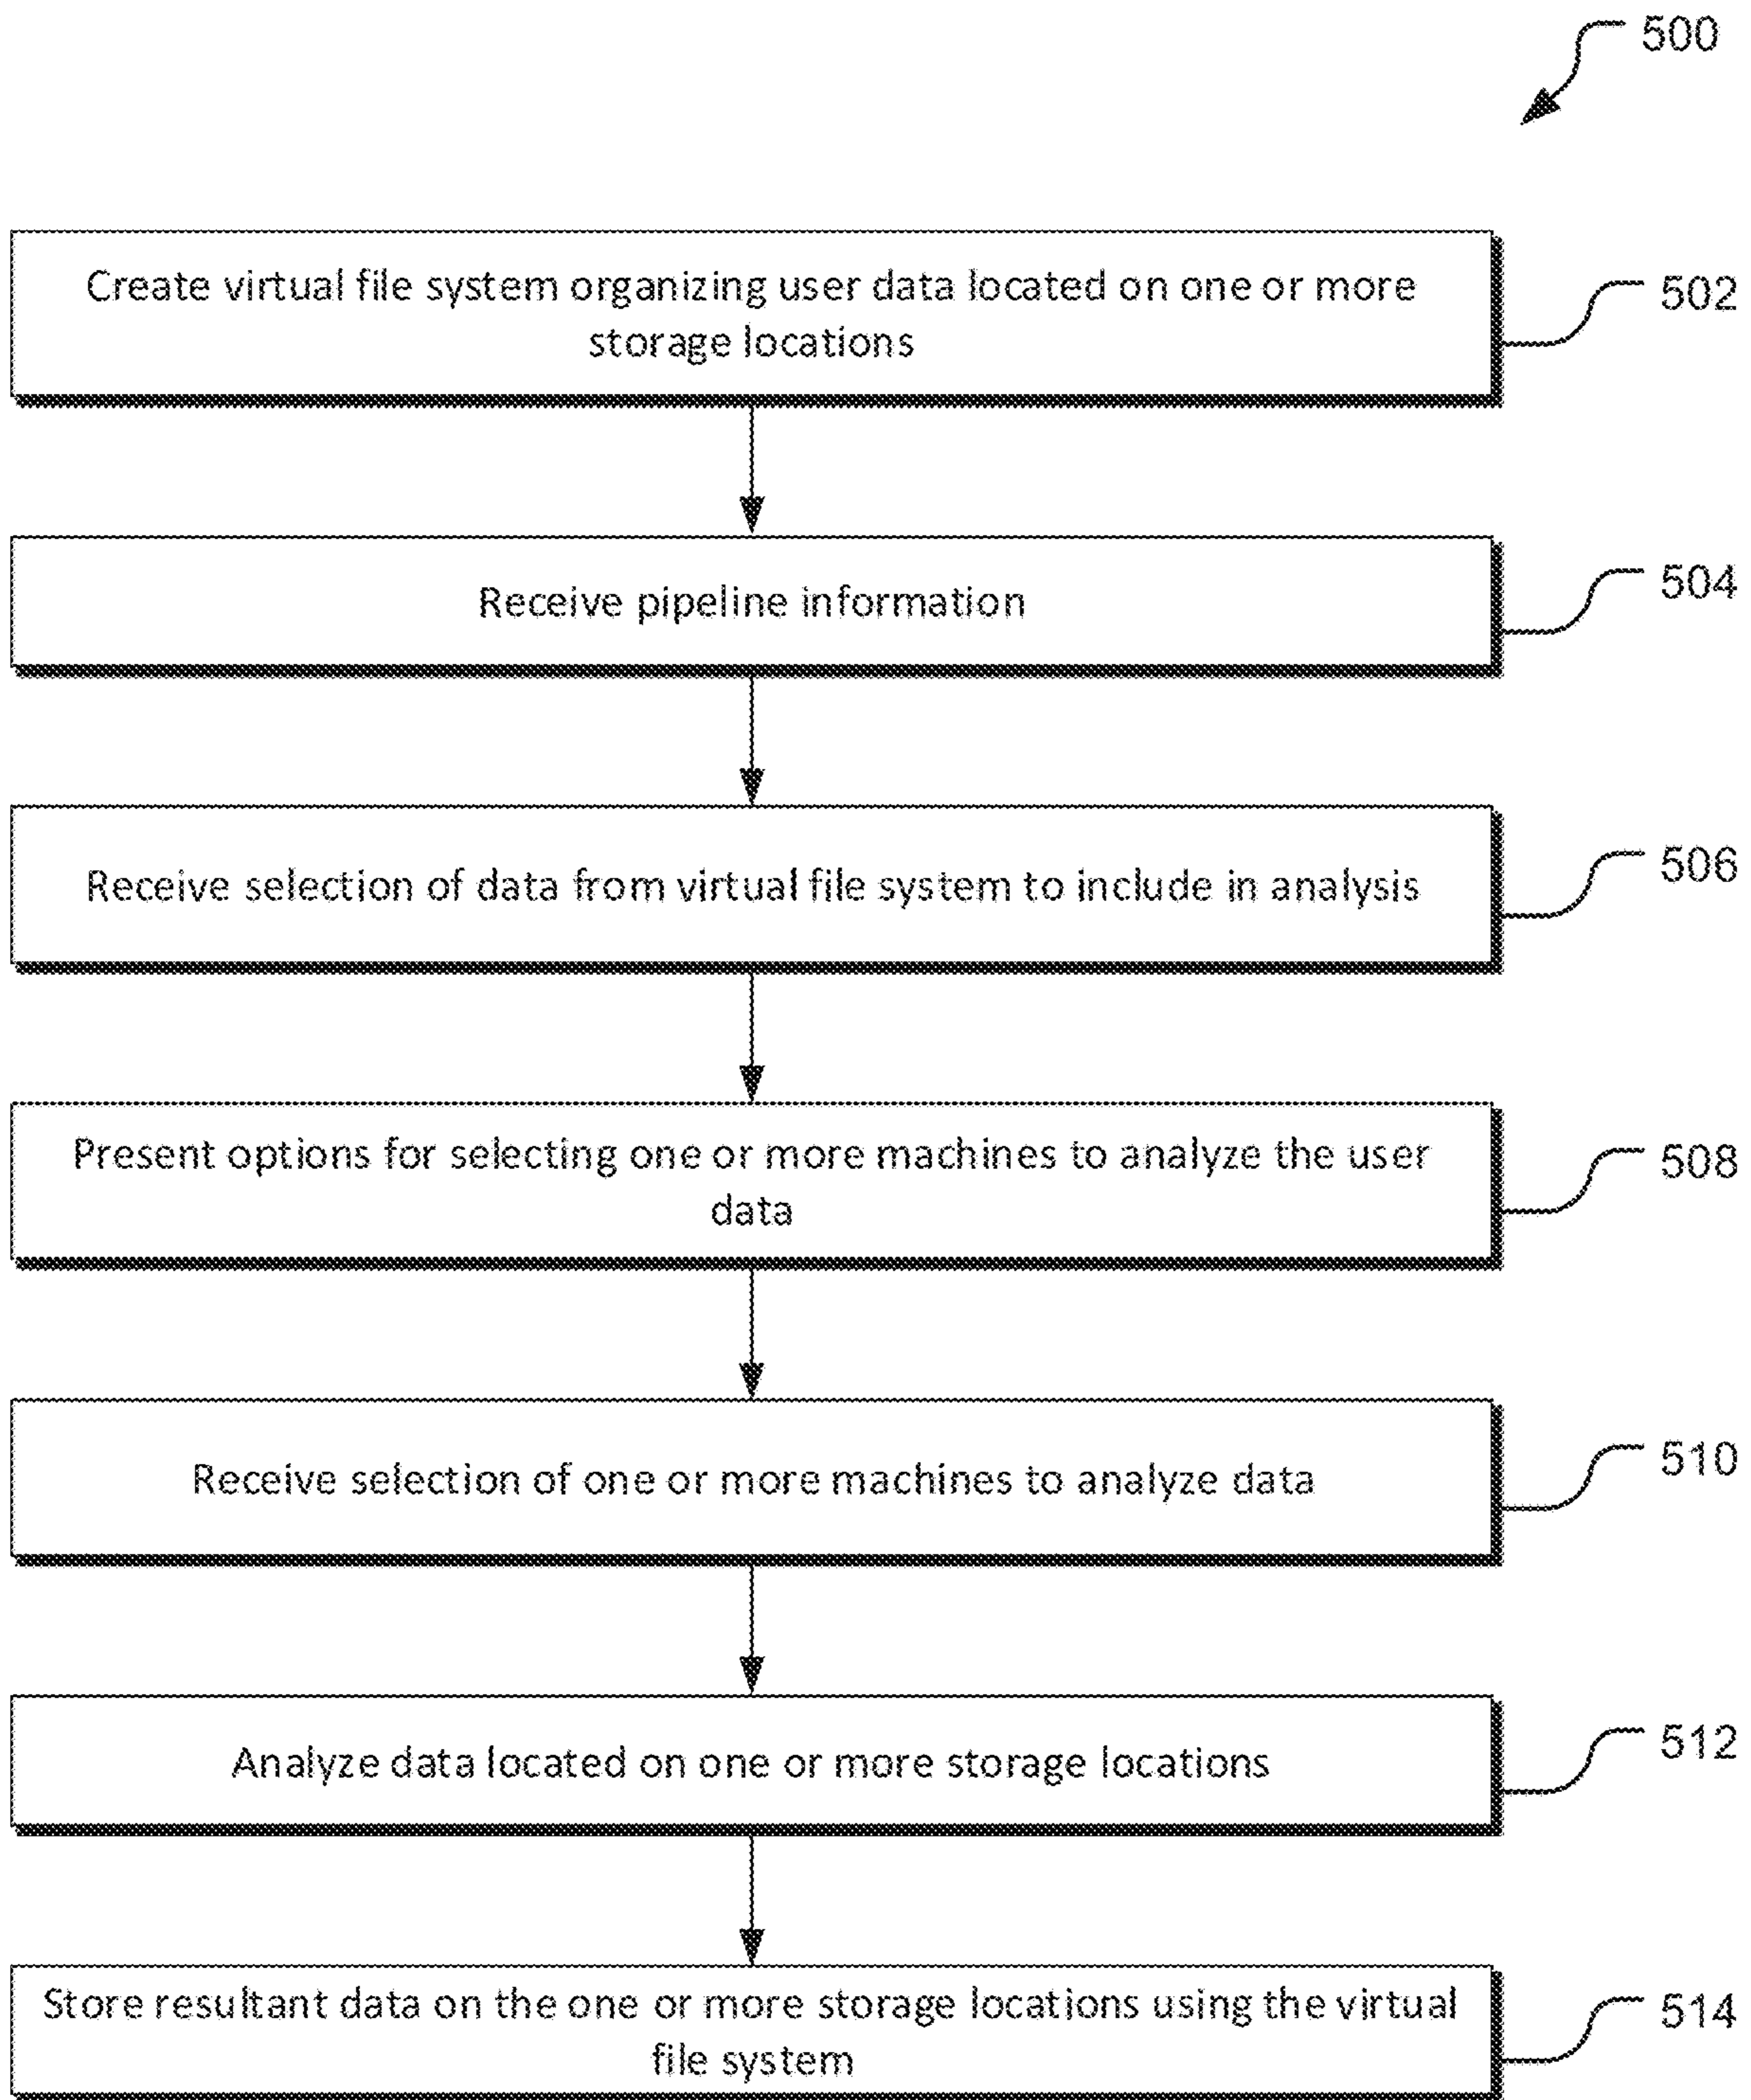 500
Create virtual file system organizing user data located on one or more
storage locations
502
Receive pipeline information
504
Receive selection of data from virtual file system to include in analysis
506
Present options for selecting one or more machines to analyze the user
data
508
Receive selection of one or more machines to analyze data
510
Analyze data located on one or more storage locations
512
Store resultant data on the one or more storage locations using the virtual
file system
514